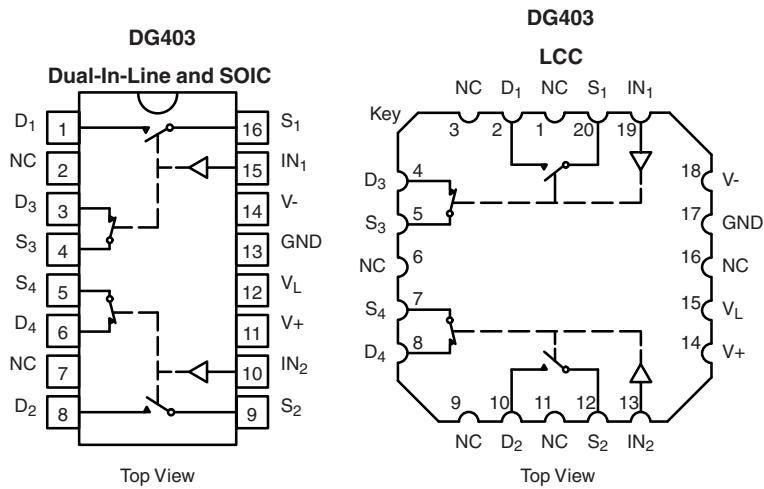 DG403
Dual-In-Line and SOIC
D1 1 16 S1
NC 2 15 IN1
D3 3 14 V-
S3 4 13 GND
S4 5 12 VL
D4 6 11 V+
NC 7 10 IN2
D2 8 9 S2
Top View
DG403
LCC
NC D1 NC S1 IN1
Key
3 2 1 20 19
D3 4 18 V-
S3 5 17 GND
NC 6 16 NC
S4 7 15 VL
D4 8 14 V+
9 10 11 12 13
NC D2 NC S2 IN2
Top View